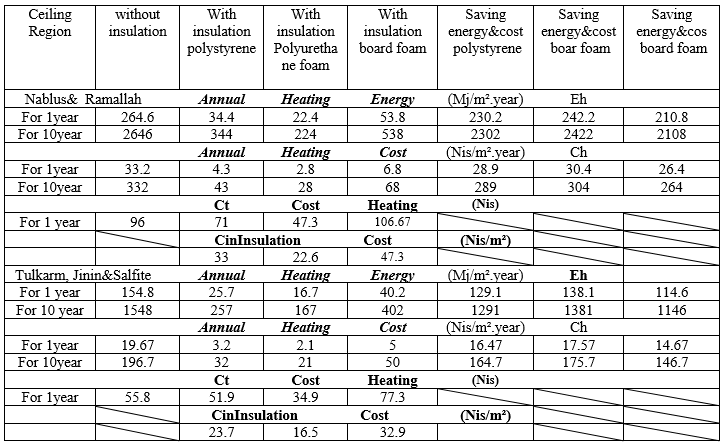 Ceiling Region without insulation With insulation polystyrene With insulation Polyuretha ne foam With insulation board foam Saving energy&cost polystyrene Saving energy&cost boar foam Saving energy&cos board foam
Nablus& Ramallah Annual Heating Energy (Mj/m².year) Eh
For 1year 264.6 34.4 22.4 53.8 230.2 242.2 210.8
For 10year 2646 344 224 538 2302 2422 2108
Annual Heating Cost (Nis/m².year) Ch
For 1year 33.2 4.3 2.8 6.8 28.9 30.4 26.4
For 10year 332 43 28 68 289 304 264
Ct Cost Heating (Nis)
For 1 year 96 71 47.3 106.67
CinInsulation Cost (Nis/m²)
33 22.6 47.3
Tulkarm, Jinin&Salfite Annual Heating Energy (Mj/m².year) Eh
For 1 year 154.8 25.7 16.7 40.2 129.1 138.1 114.6
For 10 year 1548 257 167 402 1291 1381 1146
Annual Heating Cost (Nis/m².year) Ch
For 1year 19.67 3.2 2.1 5 16.47 17.57 14.67
For 10year 196.7 32 21 50 164.7 175.7 146.7
Ct Cost Heating (Nis)
For 1year 55.8 51.9 34.9 77.3
CinInsulation Cost (Nis/m²)
23.7 16.5 32.9